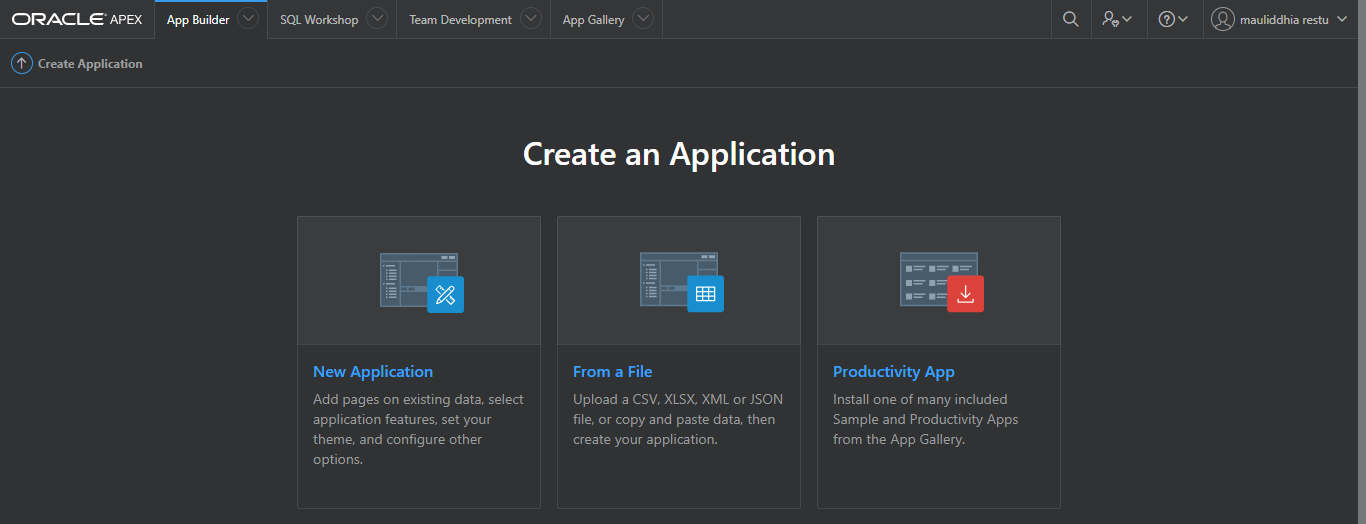 ORACLE APEX App Builder SQL Workshop Team Development App Gallery mauliddhia restu
Create Application
Create an Application
New Application
Add pages on existing data, select
application features, set your
theme, and configure other
options.
From a File
Upload a CSV, XLSX, XML or JSON
file, or copy and paste data, then
create your application.
Productivity App
Install one of many included
Sample and Productivity Apps
from the App Gallery.